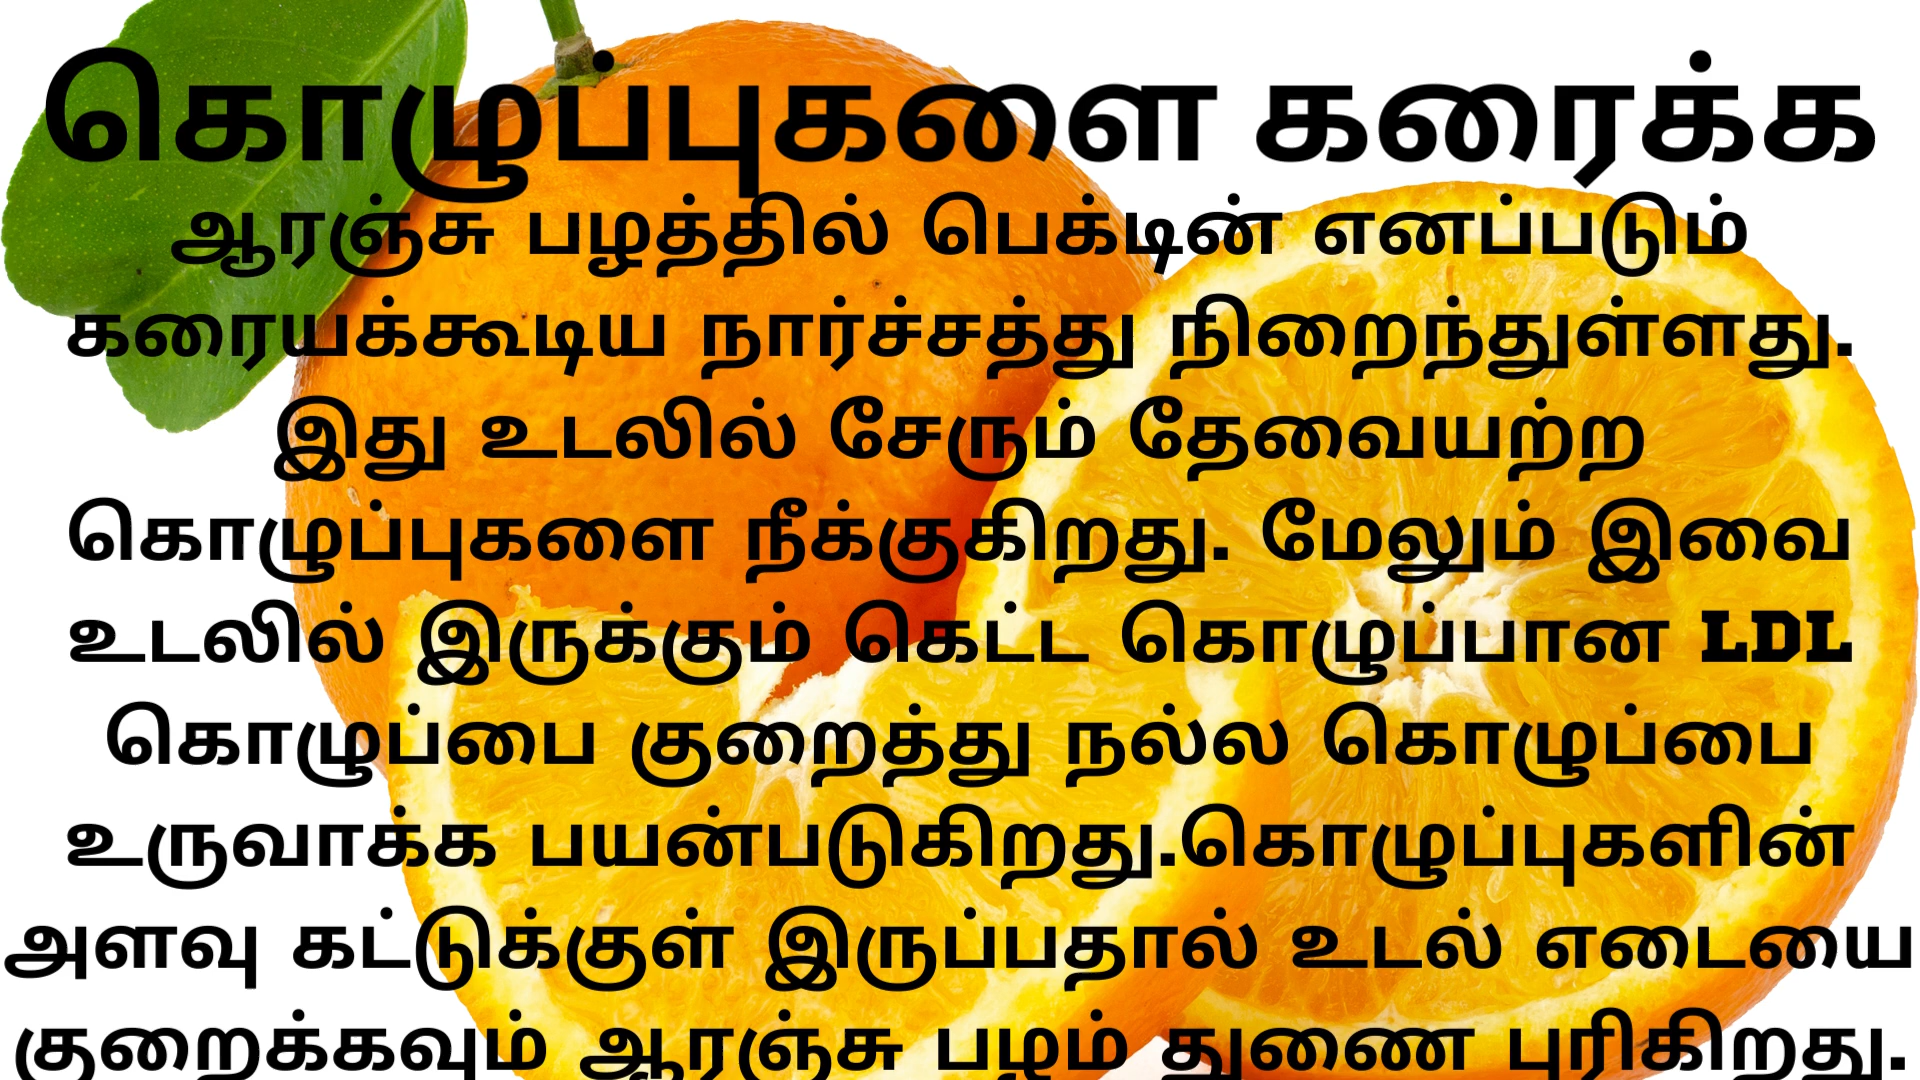 கொழுப்புகளை கரைக்க
ஆரஞ்சு பழத்தில் பெக்டின் எனப்படும்
கரையக்கூடிய நார்ச்சத்து நிறைந்துள்ளது.
இது உடலில் சேரும் தேவையற்ற
கொழுப்புகளை நீக்குகிறது. மேலும் இவை
உடலில் இருக்கும் கெட்ட கொழுப்பான LDL
கொழுப்பை குறைத்து நல்ல கொழுப்பை
உருவாக்க பயன்படுகிறது.கொழுப்புகளின்
அளவு கட்டுக்குள் இருப்பதால் உடல் எடையை
குறைக்கவும் ஆரஞ்சு பழம் துணை புரிகிறது.